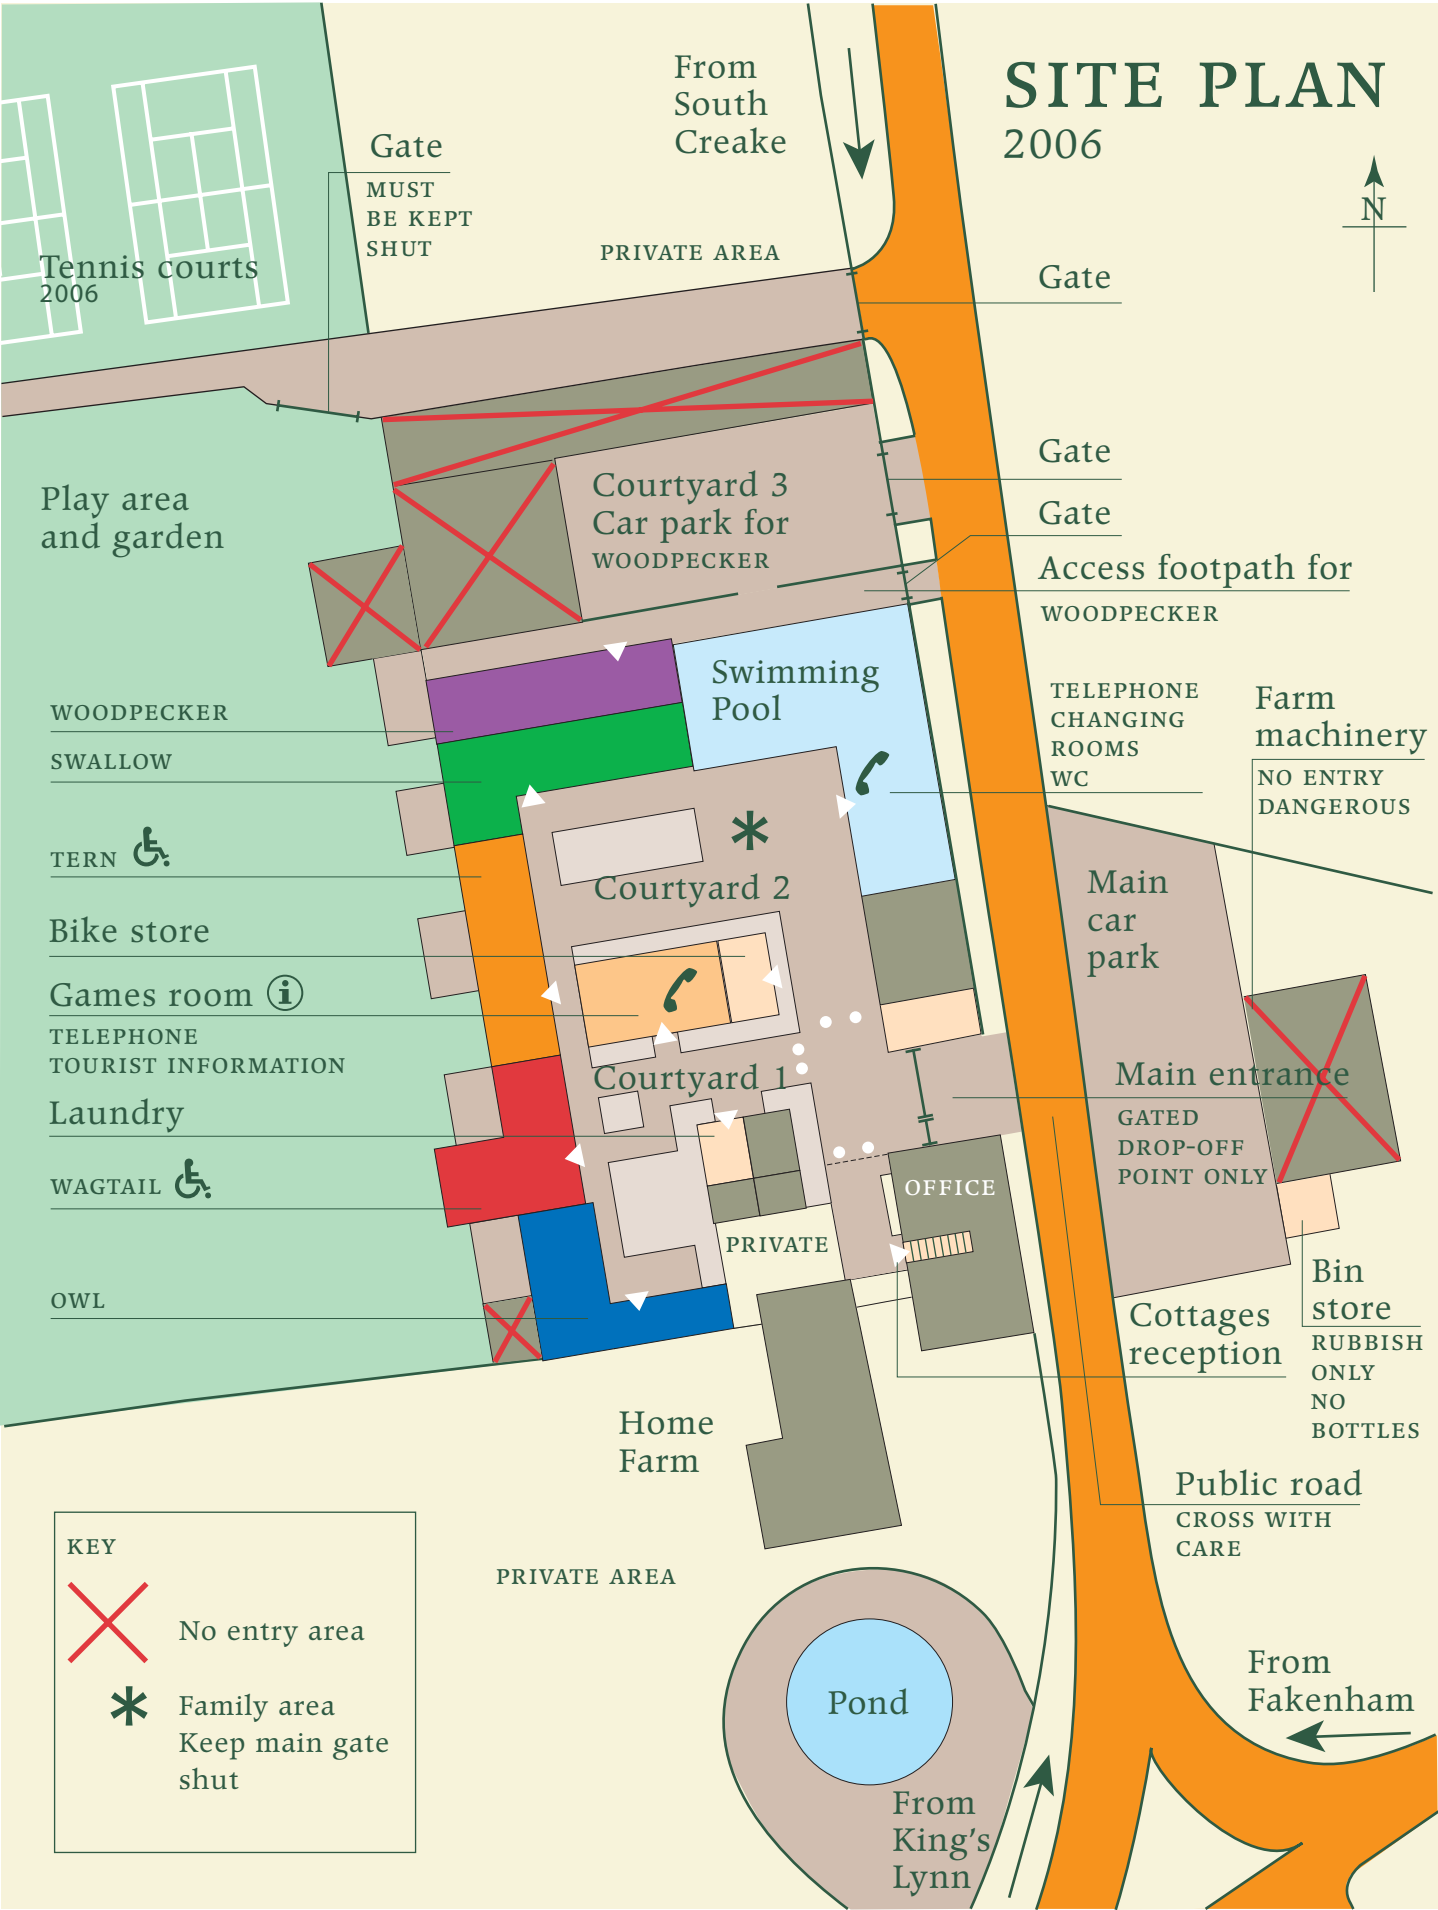 SITE PLAN
2006
N
From
South
Creake
Gate
MUST
BE KEPT
SHUT
PRIVATE AREA
Tennis courts
2006
Gate
Play area
and garden
Courtyard 3
Car park for
WOODPECKER
Gate
Gate
Access footpath for
WOODPECKER
Swimming
Pool
TELEPHONE
CHANGING
ROOMS
WC
Farm
machinery
NO ENTRY
DANGEROUS
WOODPECKER
SWALLOW
TERN
Bike store
Games room i
TELEPHONE
TOURIST INFORMATION
Laundry
WAGTAIL
OWL
Courtyard 2
Courtyard 1
Main
car
park
Main entrance
GATED
DROP-OFF
POINT ONLY
OFFICE
PRIVATE
Bin
store
RUBBISH
ONLY
NO
BOTTLES
Cottages
reception
Home
Farm
Public road
CROSS WITH
CARE
PRIVATE AREA
KEY
No entry area
Family area
Keep main gate
shut
Pond
From
Fakenham
From
King's
Lynn